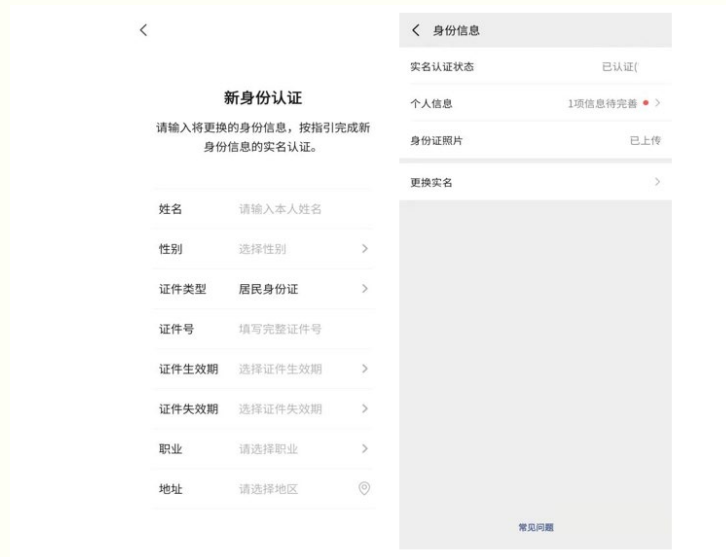 新身份认证
请输入将更换的身份信息，按指引完成新
身份信息的实名认证。
姓名 请输入本人姓名
性别 选择性别
证件类型 居民身份证
证件号 填写完整证件号
证件生效期 选择证件生效期
证件失效期 选择证件失效期
职业 请选择职业
地址 请选择地区
身份信息
实名认证状态 已认证(
个人信息 1项信息待完善
身份证照片 已上传
更换实名
常见问题